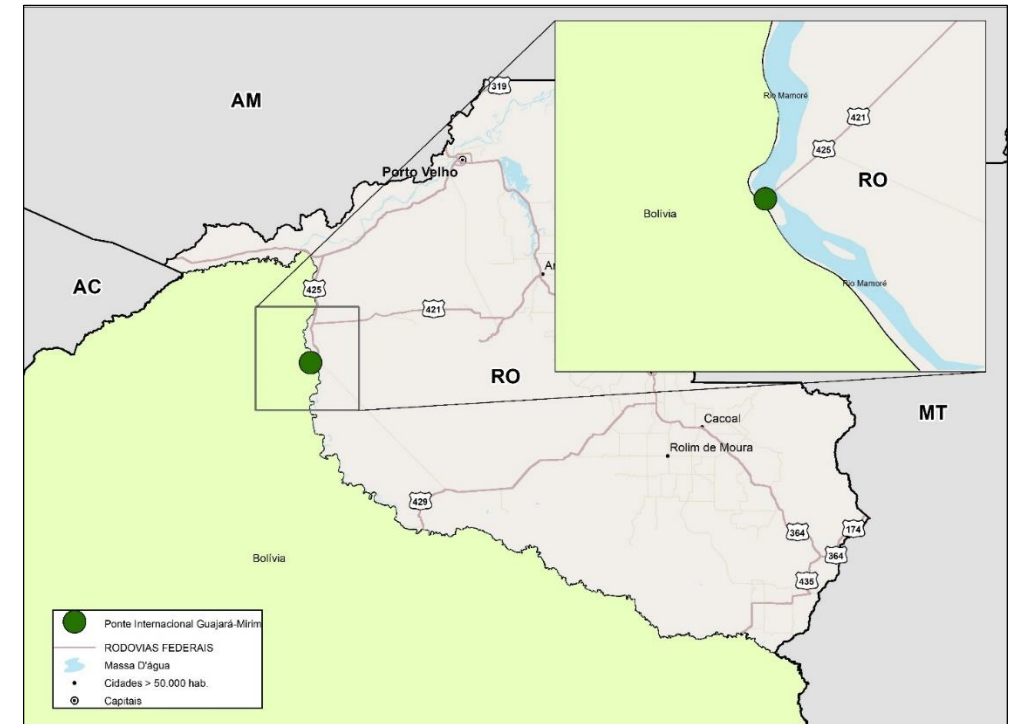 AM
319
Porto Velho
AC
425
421
RO
Bolívia
429
Cacoal
Rolim de Moura
364
174
364
435
MT
Rio Mamoré
421
425
RO
Bolívia
Rio Mamoré
Ponte Internacional Guajará-Mirim
RODOVIAS FEDERAIS
Massa D'água
Cidades > 50.000 hab.
Capitais